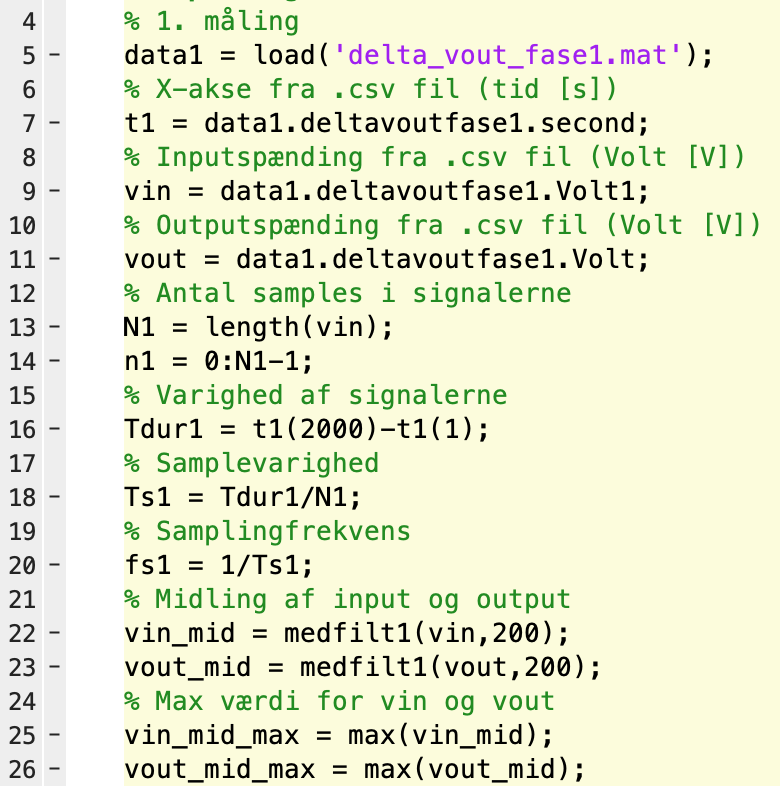 4 % 1. måling
5 - data1 = load('delta_vout_fase1.mat');
6 % X-akse fra .csv fil (tid [s])
7 - t1 = data1.deltavoutfase1.second;
8 % Inputspænding fra .csv fil (Volt [V])
9 - vin = data1.deltavoutfase1.Volt1;
10 % Outputspænding fra .csv fil (Volt [V])
11 - vout = data1.deltavoutfase1.Volt;
12 % Antal samples i signalerne
13 - N1 = length(vin);
14 - n1 = 0:N1-1;
15 % Varighed af signalerne
16 - Tdur1 = t1(2000)-t1(1);
17 % Samplevarighed
18 - Ts1 = Tdur1/N1;
19 % Samplingfrekvens
20 - fs1 = 1/Ts1;
21 % Midling af input og output
22 - vin_mid = medfilt1(vin,200);
23 - vout_mid = medfilt1(vout,200);
24 % Max værdi for vin og vout
25 - vin_mid_max = max(vin_mid);
26 - vout_mid_max = max(vout_mid);